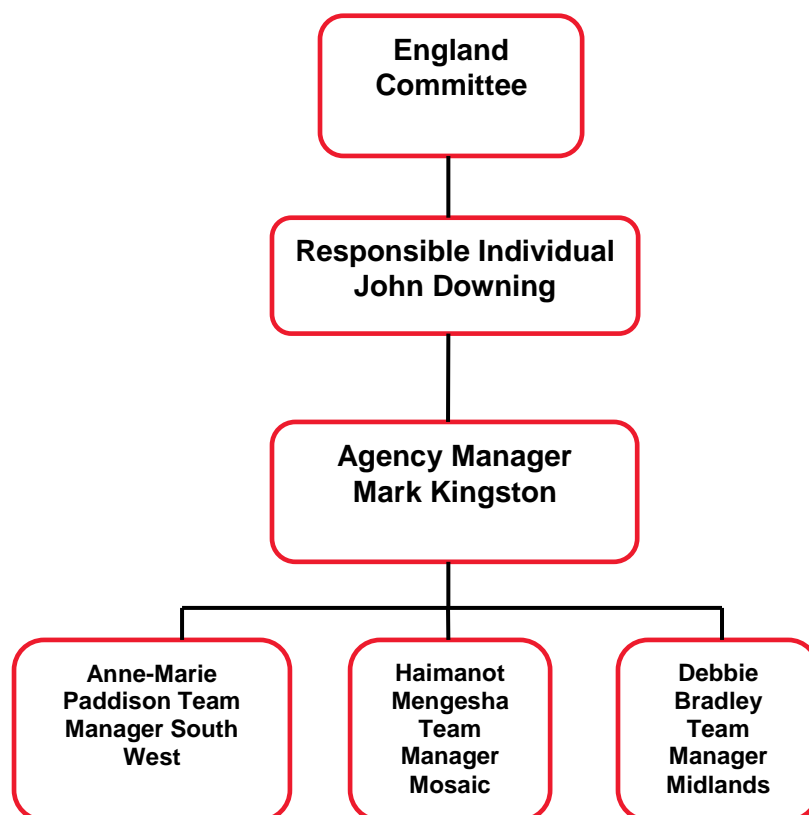 England
Committee
Responsible Individual
John Downing
Agency Manager
Mark Kingston
Anne-Marie
Paddison Team
Manager South
West
Haimanot
Mengesha
Team
Manager
Mosaic
Debbie
Bradley
Team
Manager
Midlands